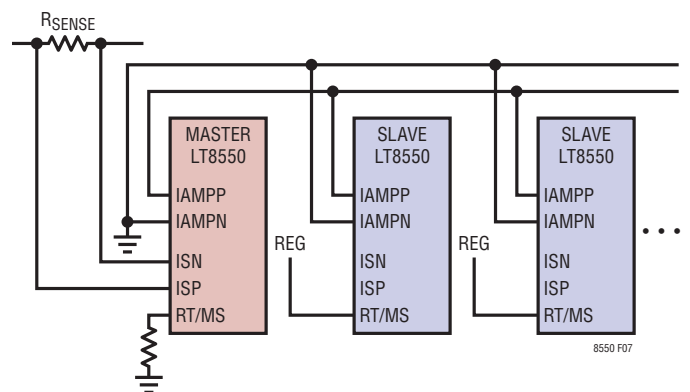 RSENSE
MASTER
LT8550
IAMPP
IAMPN
ISN
ISP
RT/MS
REG
SLAVE
LT8550
IAMPP
IAMPN
ISN
ISP
RT/MS
REG
SLAVE
LT8550
IAMPP
IAMPN
ISN
ISP
RT/MS
• • •
8550 F07